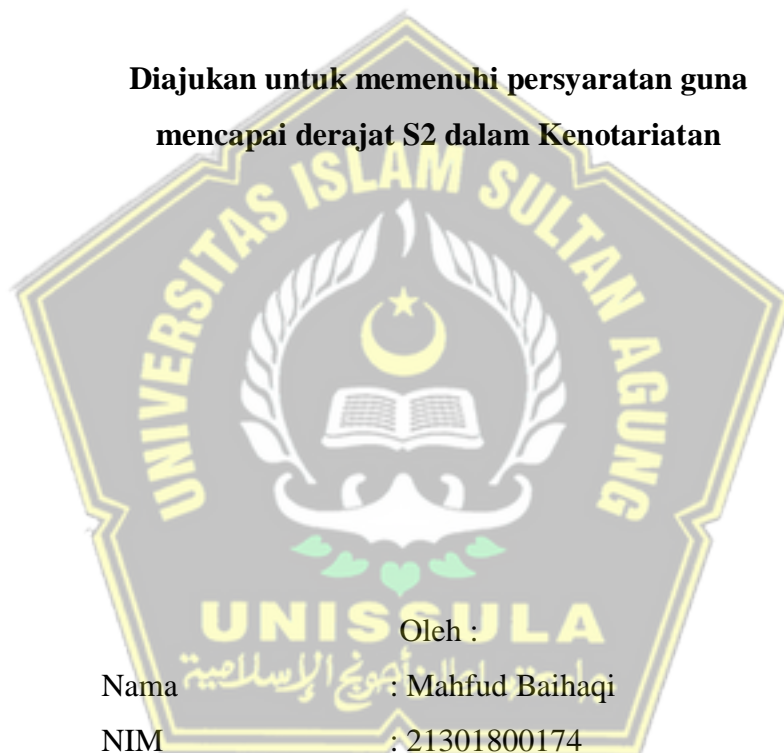 Diajukan untuk memenuhi persyaratan guna
mencapai derajat S2 dalam Kenotariatan
UNIVERSITAS ISLAM SULTAN AGUNG
UNISSULA
Oleh :
Nama : Mahfud Baihaqi
NIM : 21301800174